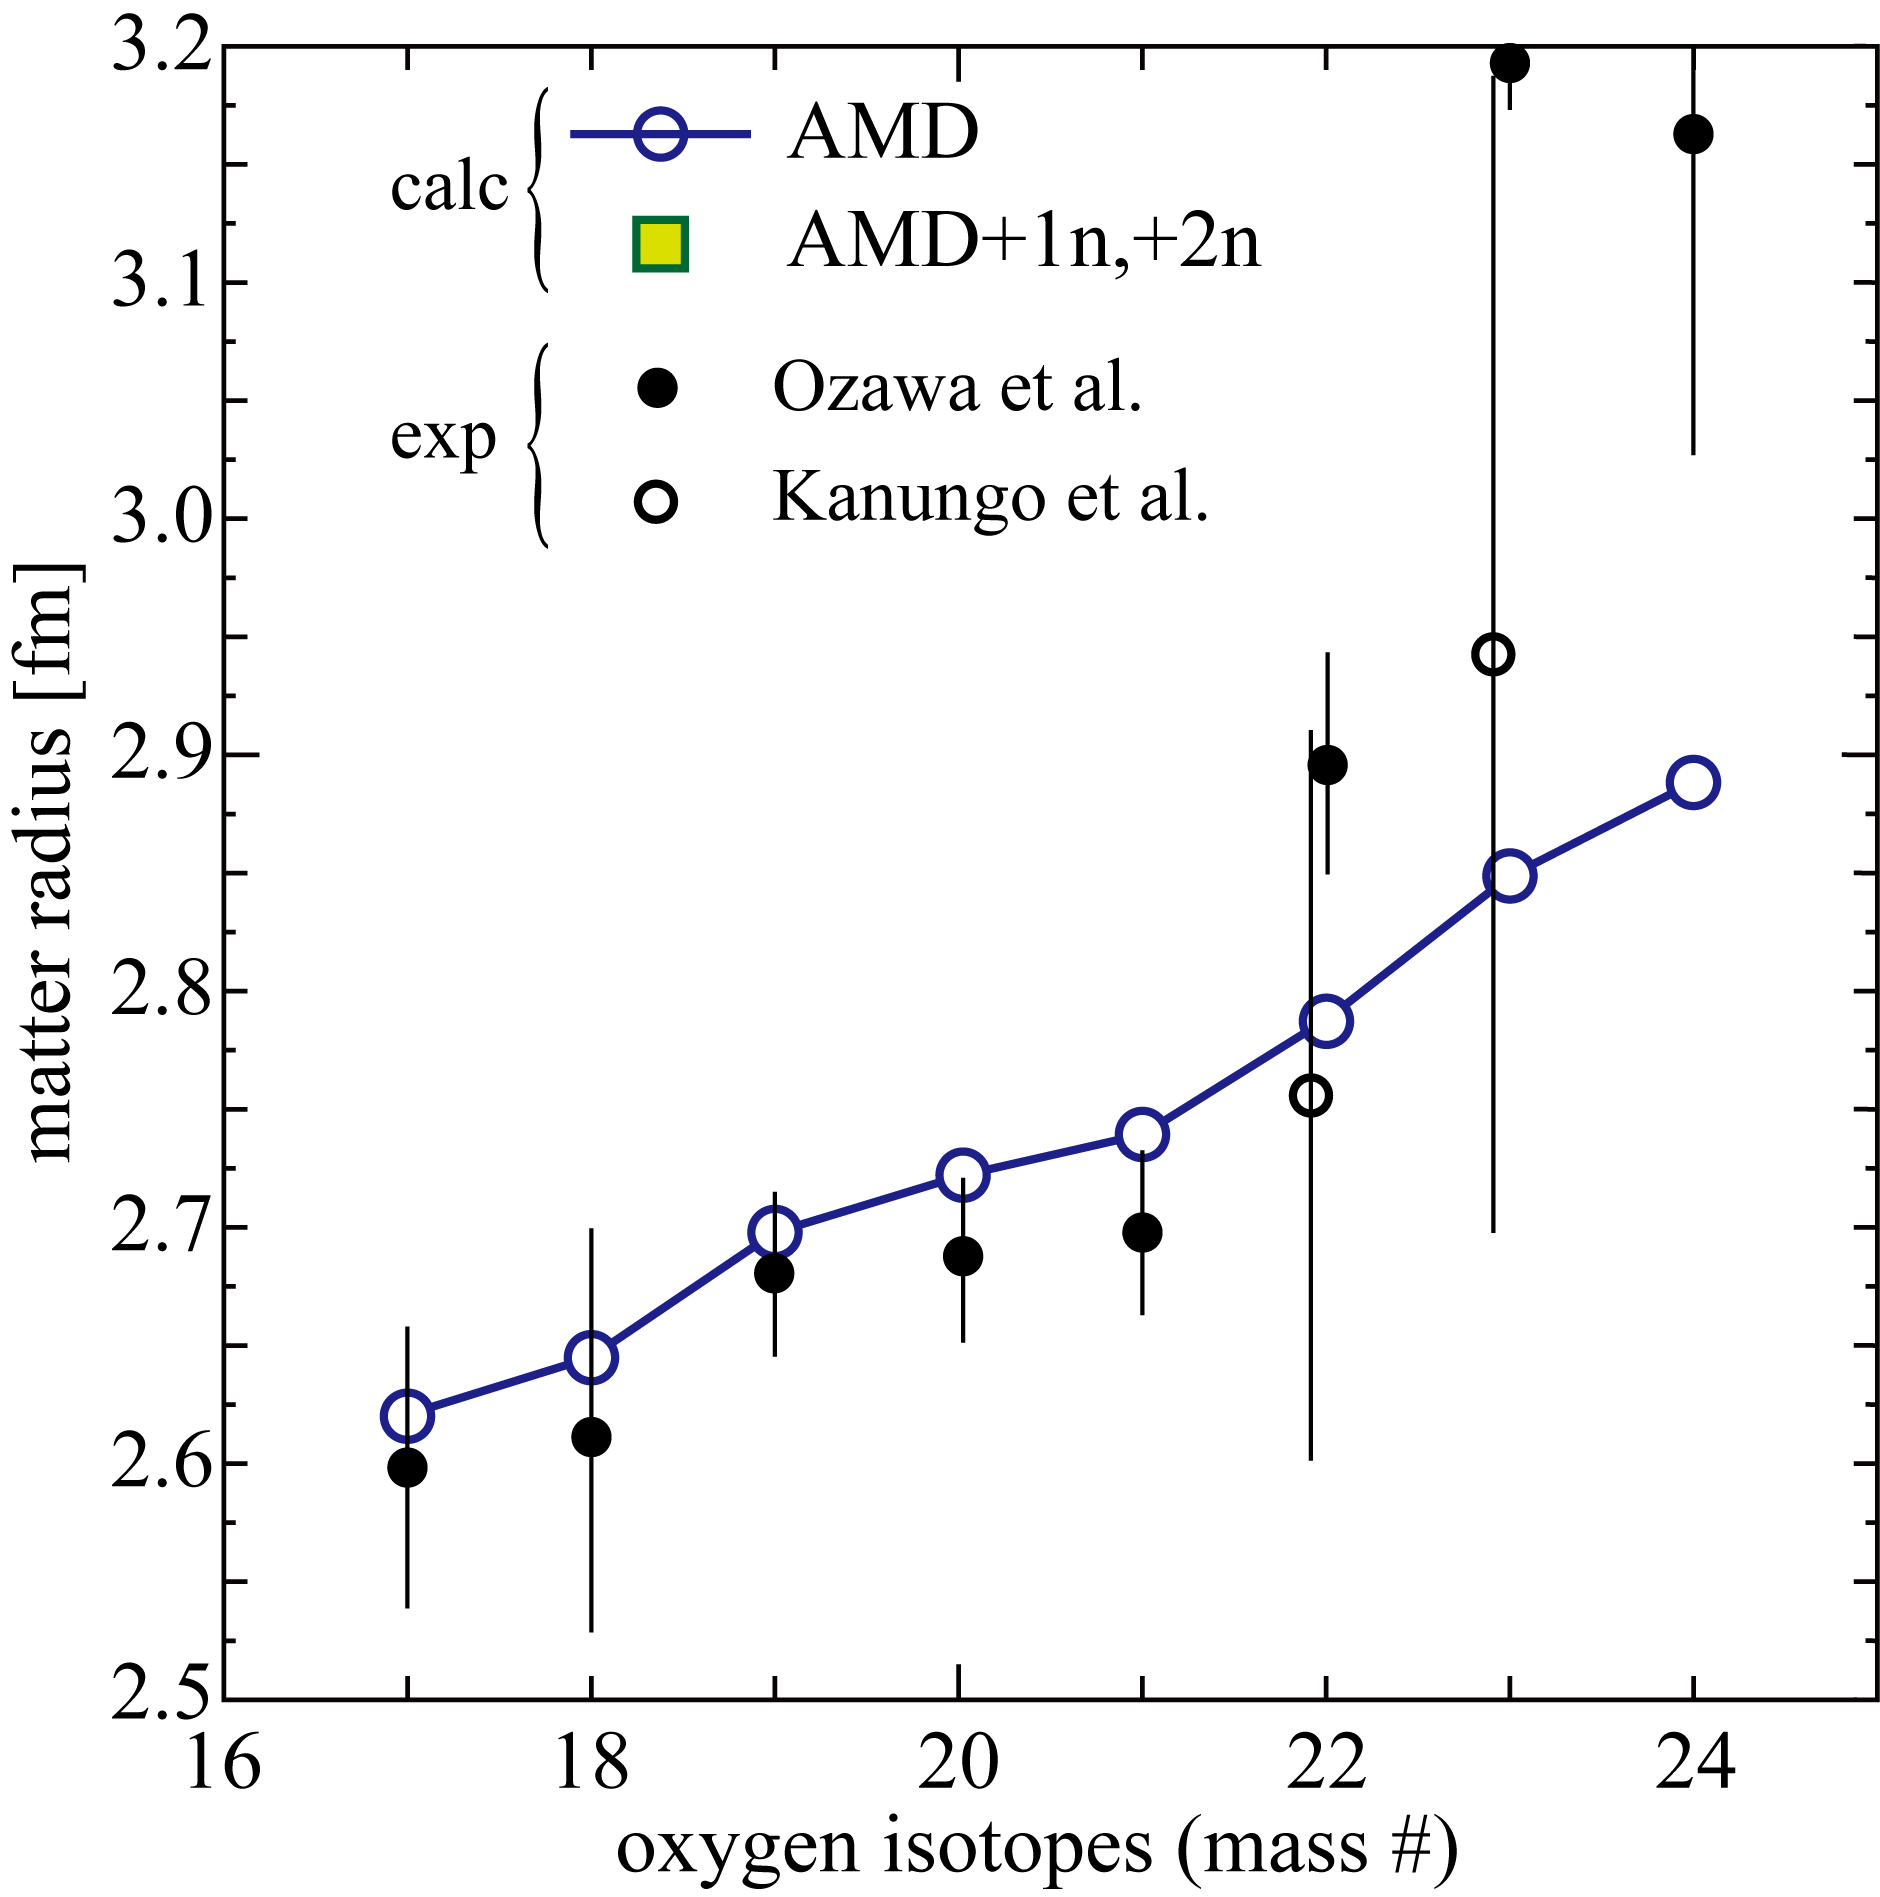 3.2
3.1
3.0
2.9
2.8
2.7
2.6
2.5
matter radius [fm]
calc
AMD
AMD+1n,+2n
exp
Ozawa et al.
Kanungo et al.
16 18 20 22 24
oxygen isotopes (mass #)